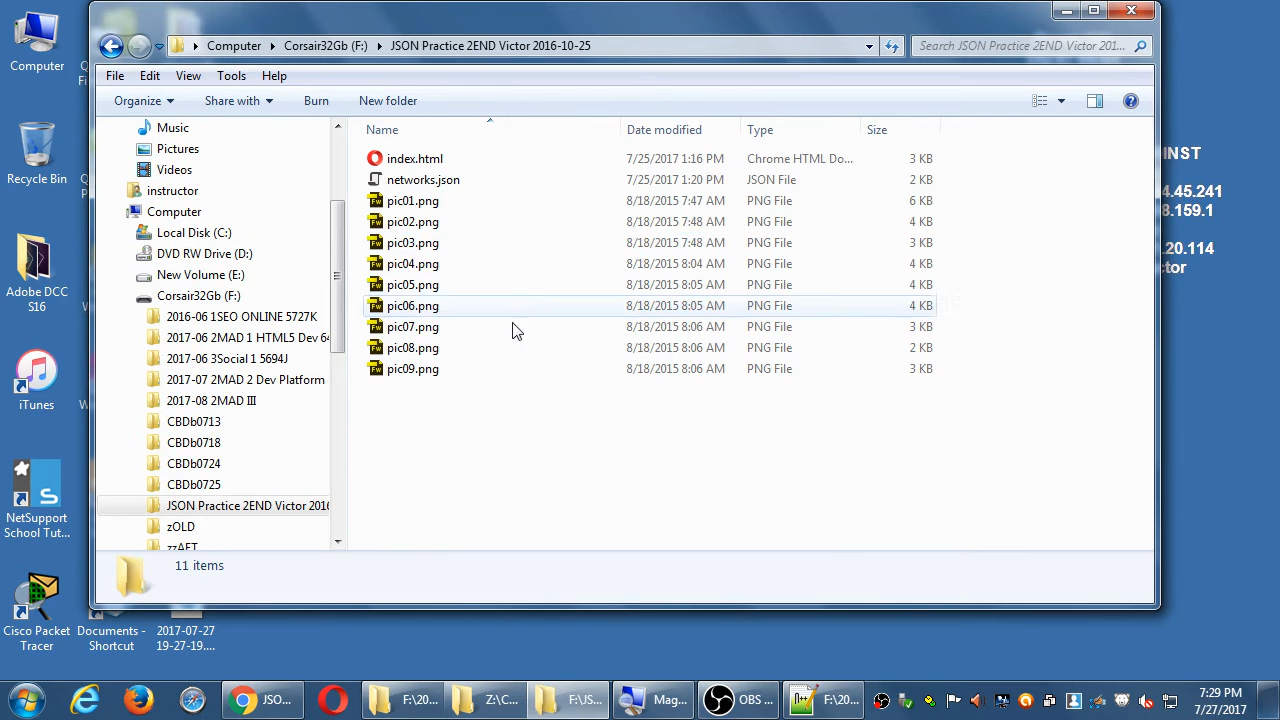 Computer
Recycle Bin
Adobe DCC
S16
iTunes
NetSupport
School Tut...
Cisco Packet
Tracer
Documents -
Shortcut
2017-07-27
19-27-19....
Computer
Corsair32Gb (F:)
JSON Practice 2END Victor 2016-10-25
Search JSON Practice 2END Victor 201...
File
Edit
View
Tools
Help
Organize
Share with
Burn
New folder
Music
Pictures
Videos
instructor
Computer
Local Disk (C:)
DVD RW Drive (D:)
New Volume (E:)
Corsair32Gb (F:)
2016-06 1SEO ONLINE 5727K
2017-06 2MAD 1 HTML5 Dev 64
2017-06 3Social 1 5694J
2017-07 2MAD 2 Dev Platform
2017-08 2MAD III
CBDb0713
CBDb0718
CBDb0724
CBDb0725
JSON Practice 2END Victor 2016
zOLD
zzAFT
Name Date modified Type Size
index.html 7/25/2017 1:16 PM Chrome HTML Do... 3 KB
networks.json 7/25/2017 1:20 PM JSON File 2 KB
pic01.png 8/18/2015 7:47 AM PNG File 6 KB
pic02.png 8/18/2015 7:48 AM PNG File 4 KB
pic03.png 8/18/2015 7:48 AM PNG File 3 KB
pic04.png 8/18/2015 8:04 AM PNG File 4 KB
pic05.png 8/18/2015 8:05 AM PNG File 4 KB
pic06.png 8/18/2015 8:05 AM PNG File 4 KB
pic07.png 8/18/2015 8:06 AM PNG File 3 KB
pic08.png 8/18/2015 8:06 AM PNG File 2 KB
pic09.png 8/18/2015 8:06 AM PNG File 3 KB
11 items
INST
4.45.241
8.159.1
.20.114
ctor
JSO...
F:\20...
Z:\C...
F:\JS...
Mag...
OBS ...
F:\20...
7:29 PM
7/27/2017